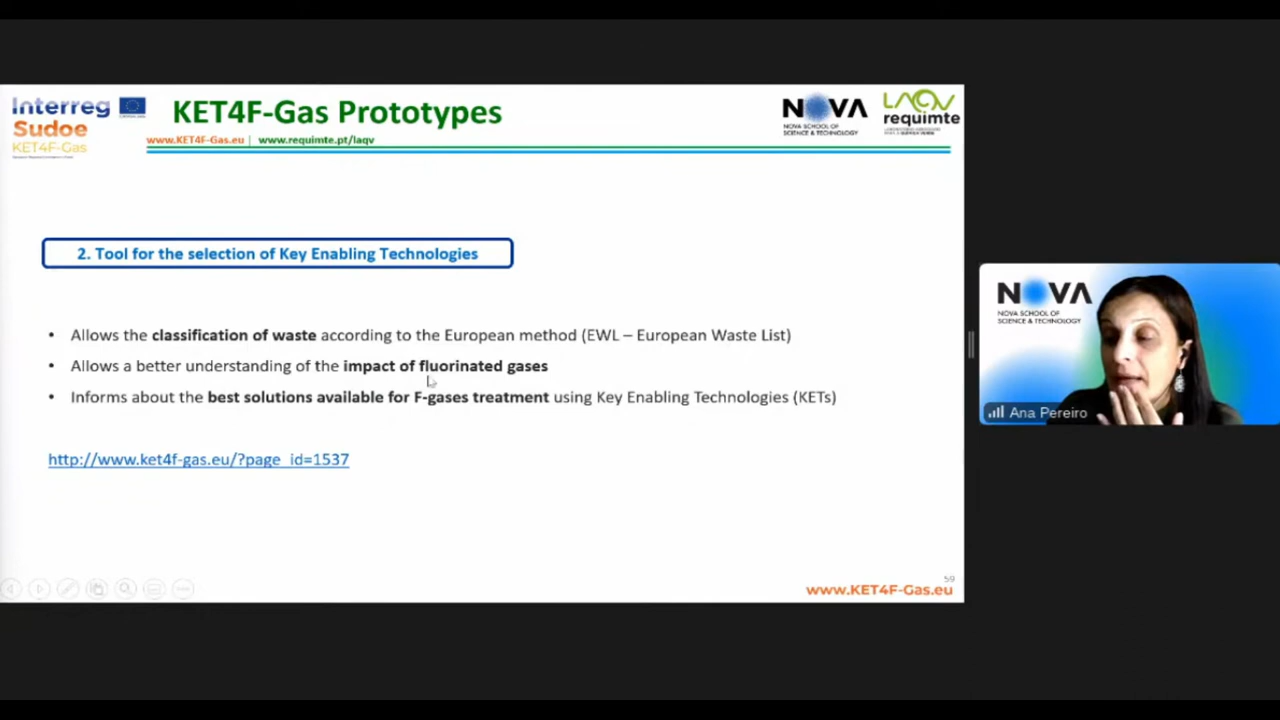 Interreg
Sudoe
KET4F-Gas
KET4F-Gas Prototypes
www.KET4F-Gas.eu | www.requimte.pt/laqv
NOVA
NOVA SCHOOL OF
SCIENCE & TECHNOLOGY
LAQV
requimte
2. Tool for the selection of Key Enabling Technologies
• Allows the classification of waste according to the European method (EWL – European Waste List)
• Allows a better understanding of the impact of fluorinated gases
• Informs about the best solutions available for F-gases treatment using Key Enabling Technologies (KETs)
http://www.ket4f-gas.eu/?page_id=1537
59
www.KET4F-Gas.eu
NOVA
NOVA SCHOOL OF
SCIENCE & TECHNOLOGY
Ana Pereiro